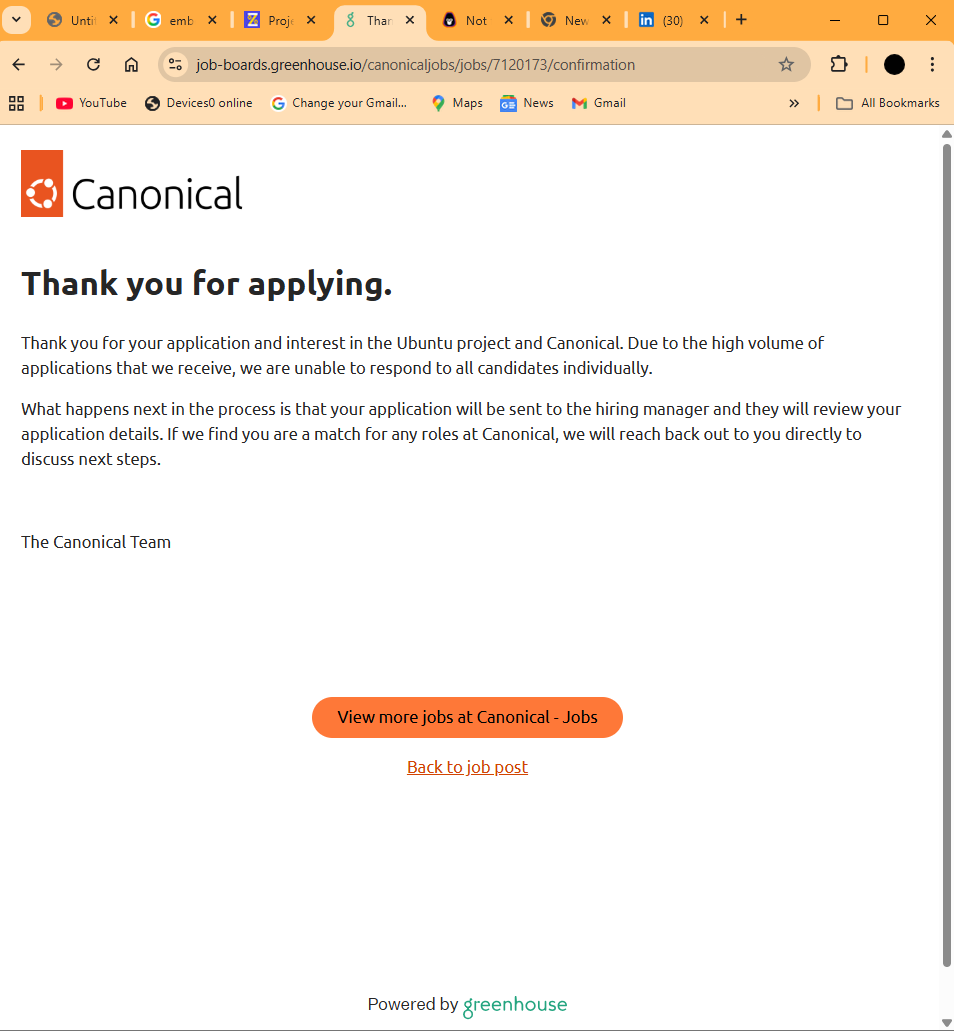 Unti
emb
Proje
Than
Not
New
in (30)
job-boards.greenhouse.io/canonicaljobs/jobs/7120173/confirmation
YouTube
Devices0 online
Change your Gmail...
Maps
News
Gmail
All Bookmarks
Canonical
Thank you for applying.
Thank you for your application and interest in the Ubuntu project and Canonical. Due to the high volume of
applications that we receive, we are unable to respond to all candidates individually.
What happens next in the process is that your application will be sent to the hiring manager and they will review your
application details. If we find you are a match for any roles at Canonical, we will reach back out to you directly to
discuss next steps.
The Canonical Team
View more jobs at Canonical - Jobs
Back to job post
Powered by greenhouse